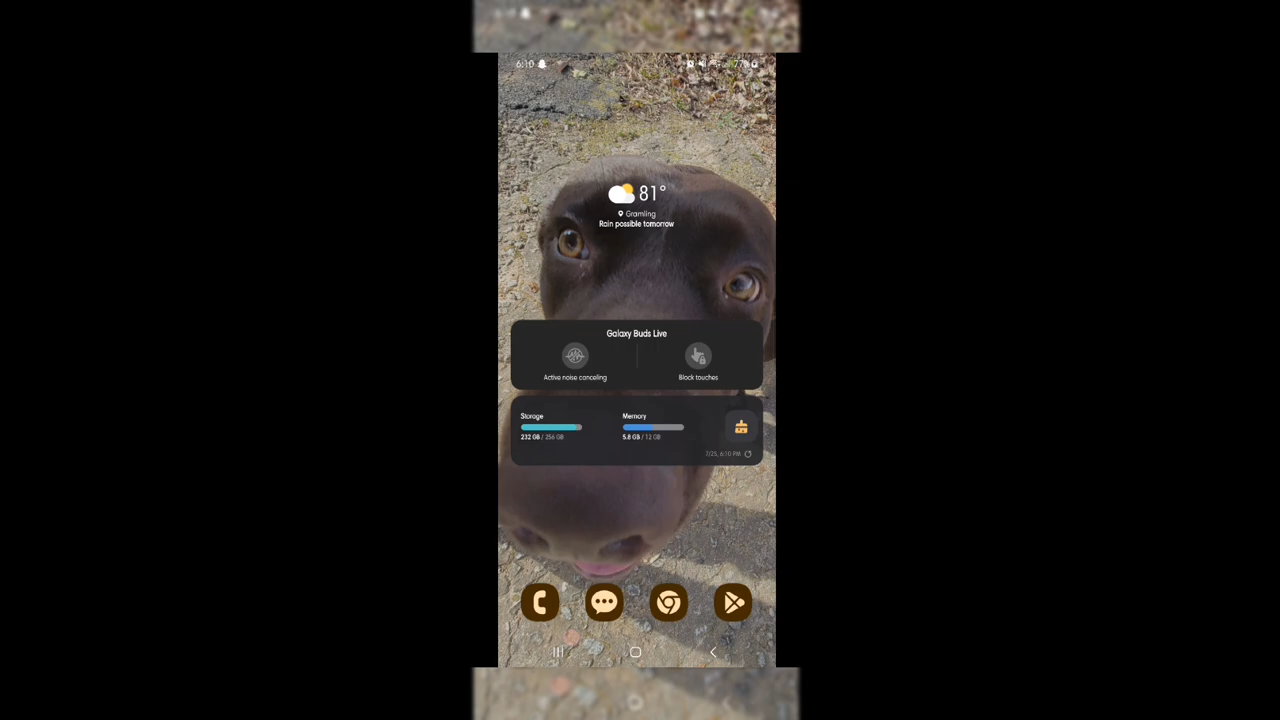 6:10
77%
81°
Gramling
Rain possible tomorrow
Galaxy Buds Live
Active noise canceling
Block touches
Storage
Memory
232 GB / 256 GB
5.8 GB / 12 GB
7/25, 6:10 PM